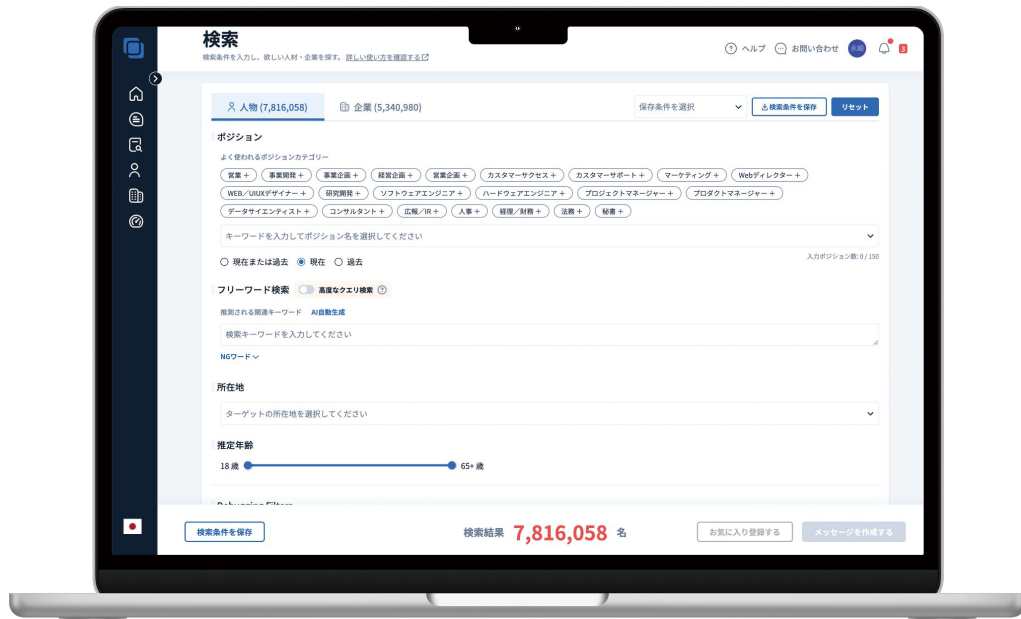 検索
検索条件を入力し、欲しい人材・企業を探す。詳しい使い方を確認する
ヘルプ
お問い合わせ
永細
3
人物 (7,816,058)
企業 (5,340,980)
保存条件を選択
検索条件を保存
リセット
ポジション
よく使われるポジションカテゴリー
営業 + 事業開発 + 事業企画 + 経営企画 + 営業企画 + カスタマーサクセス + カスタマーサポート + マーケティング + Webディレクター +
WEB/UIUXデザイナー + 研究開発 + ソフトウェアエンジニア + ハードウェアエンジニア + プロジェクトマネージャー + プロダクトマネージャー +
データサイエンティスト + コンサルタント + 広報/IR + 人事 + 経理/財務 + 法務 + 秘書 +
キーワードを入力してポジション名を選択してください
現在または過去 現在 過去
入力ポジション数: 0 / 150
フリーワード検索 高度なクエリ検索 ?
推測される関連キーワード AI自動生成
検索キーワードを入力してください
NGワード
所在地
ターゲットの所在地を選択してください
推定年齢
18 歳 65+ 歳
Debugging Filters
検索条件を保存
検索結果 7,816,058 名
お気に入り登録する
メッセージを作成する